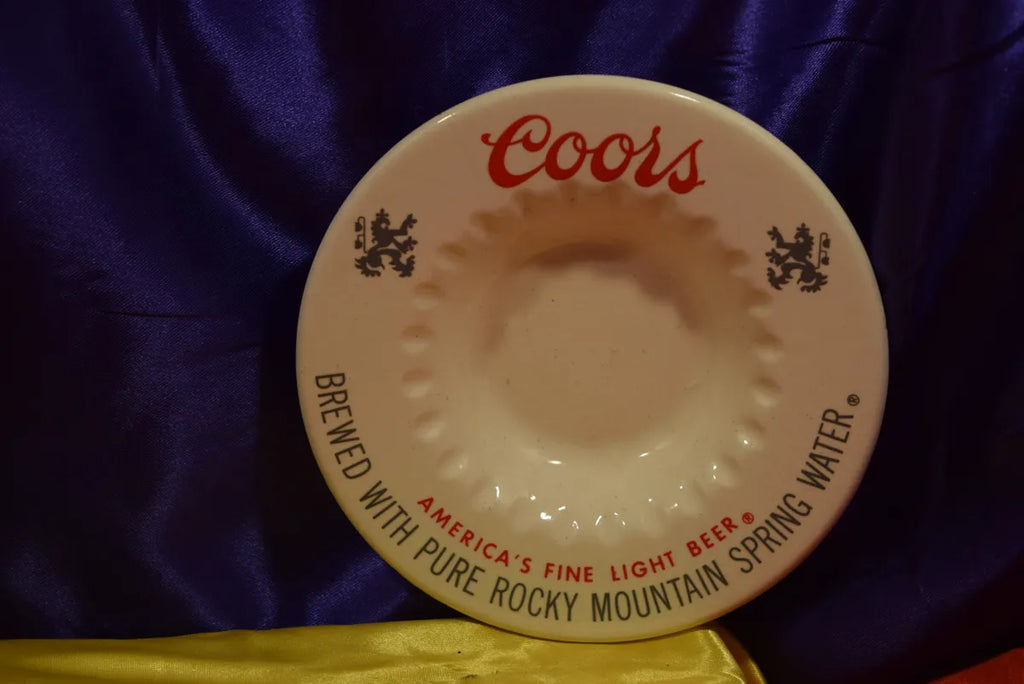 Coors
AMERICA'S FINE LIGHT BEER®
BREWED WITH PURE ROCKY MOUNTAIN SPRING WATER®